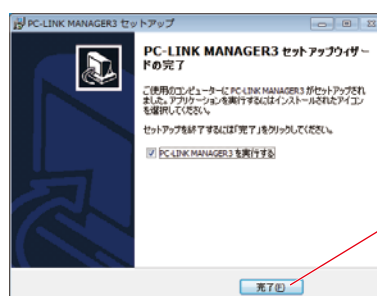 PC-LINK MANAGER3 セットアップ
PC-LINK MANAGER3 セットアップウィザー
ドの完了
ご使用のコンピューターに PC-LINK MANAGER3 がセットアップされ
ました。アプリケーションを実行するにはインストールされたアイコン
を選択してください。
セットアップを終了するには「完了」をクリックしてください。
PC-LINK MANAGER3 を実行する
完了(F)